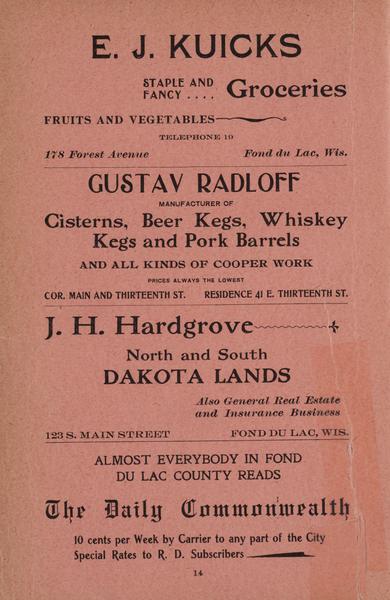 E. J. KUICKS
STAPLE AND
FANCY .... Groceries
FRUITS AND VEGETABLES
TELEPHONE 19
178 Forest Avenue Fond du Lac, Wis.
GUSTAV RADLOFF
MANUFACTURER OF
Cisterns, Beer Kegs, Whiskey
Kegs and Pork Barrels
AND ALL KINDS OF COOPER WORK
PRICES ALWAYS THE LOWEST
COR. MAIN AND THIRTEENTH ST. RESIDENCE 41 E. THIRTEENTH ST.
J. H. Hardgrove
North and South
DAKOTA LANDS
Also General Real Estate
and Insurance Business
123 S. MAIN STREET FOND DU LAC, WIS.
ALMOST EVERYBODY IN FOND
DU LAC COUNTY READS
The Daily Commonwealth
10 cents per Week by Carrier to any part of the City
Special Rates to R. D. Subscribers
14